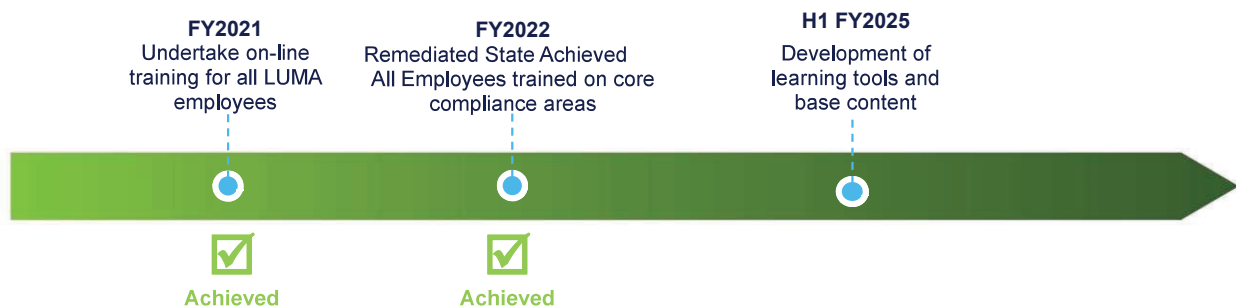 FY2021
Undertake on-line
training for all LUMA
employees
FY2022
Remediated State Achieved
All Employees trained on core
compliance areas
H1 FY2025
Development of
learning tools and
base content
Achieved
Achieved